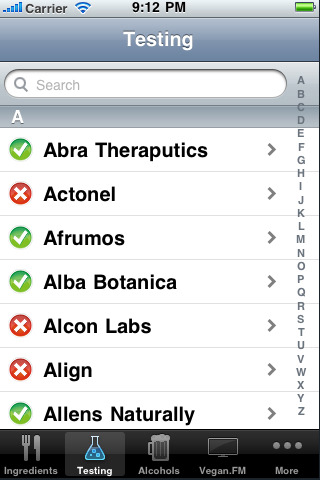 Carrier 9:12 PM
Testing
Search
A
Abra Theraputics
Actonel
Afrumos
Alba Botanica
Alcon Labs
Align
Allens Naturally
A
B
C
D
E
F
G
H
I
J
K
L
M
N
O
P
Q
R
S
T
U
V
W
X
Y
Z
Ingredients Testing Alcohols Vegan.FM More